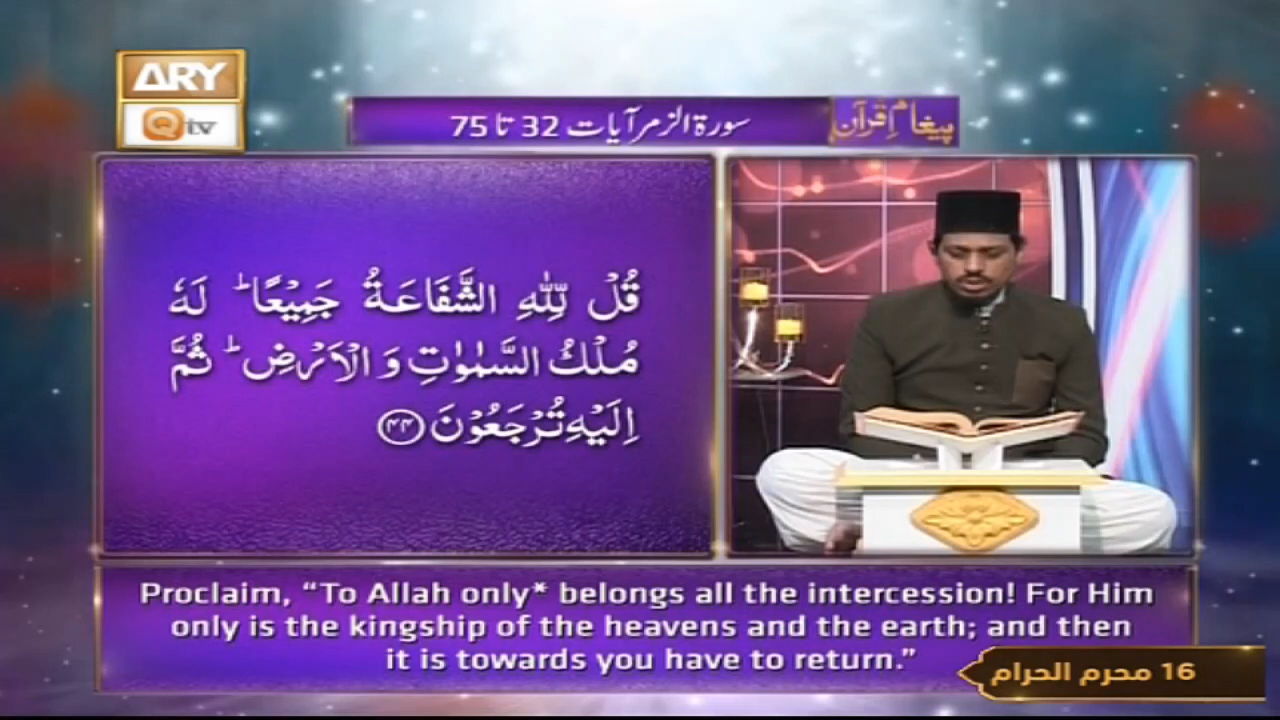 ARY
Qtv
پیغامِ قرآن
سورۃ الزمر آیات 32 تا 75
قُلْ لِّلّٰهِ الشَّفَاعَةُ جَمِيْعًا ؕ لَهٗ
مُلْكُ السَّمٰوٰتِ وَالْاَرْضِ ؕ ثُمَّ
اِلَيْهِ تُرْجَعُوْنَ ﴿۴۴﴾
Proclaim, “To Allah only* belongs all the intercession! For Him
only is the kingship of the heavens and the earth; and then
it is towards you have to return.”
16 محرم الحرام